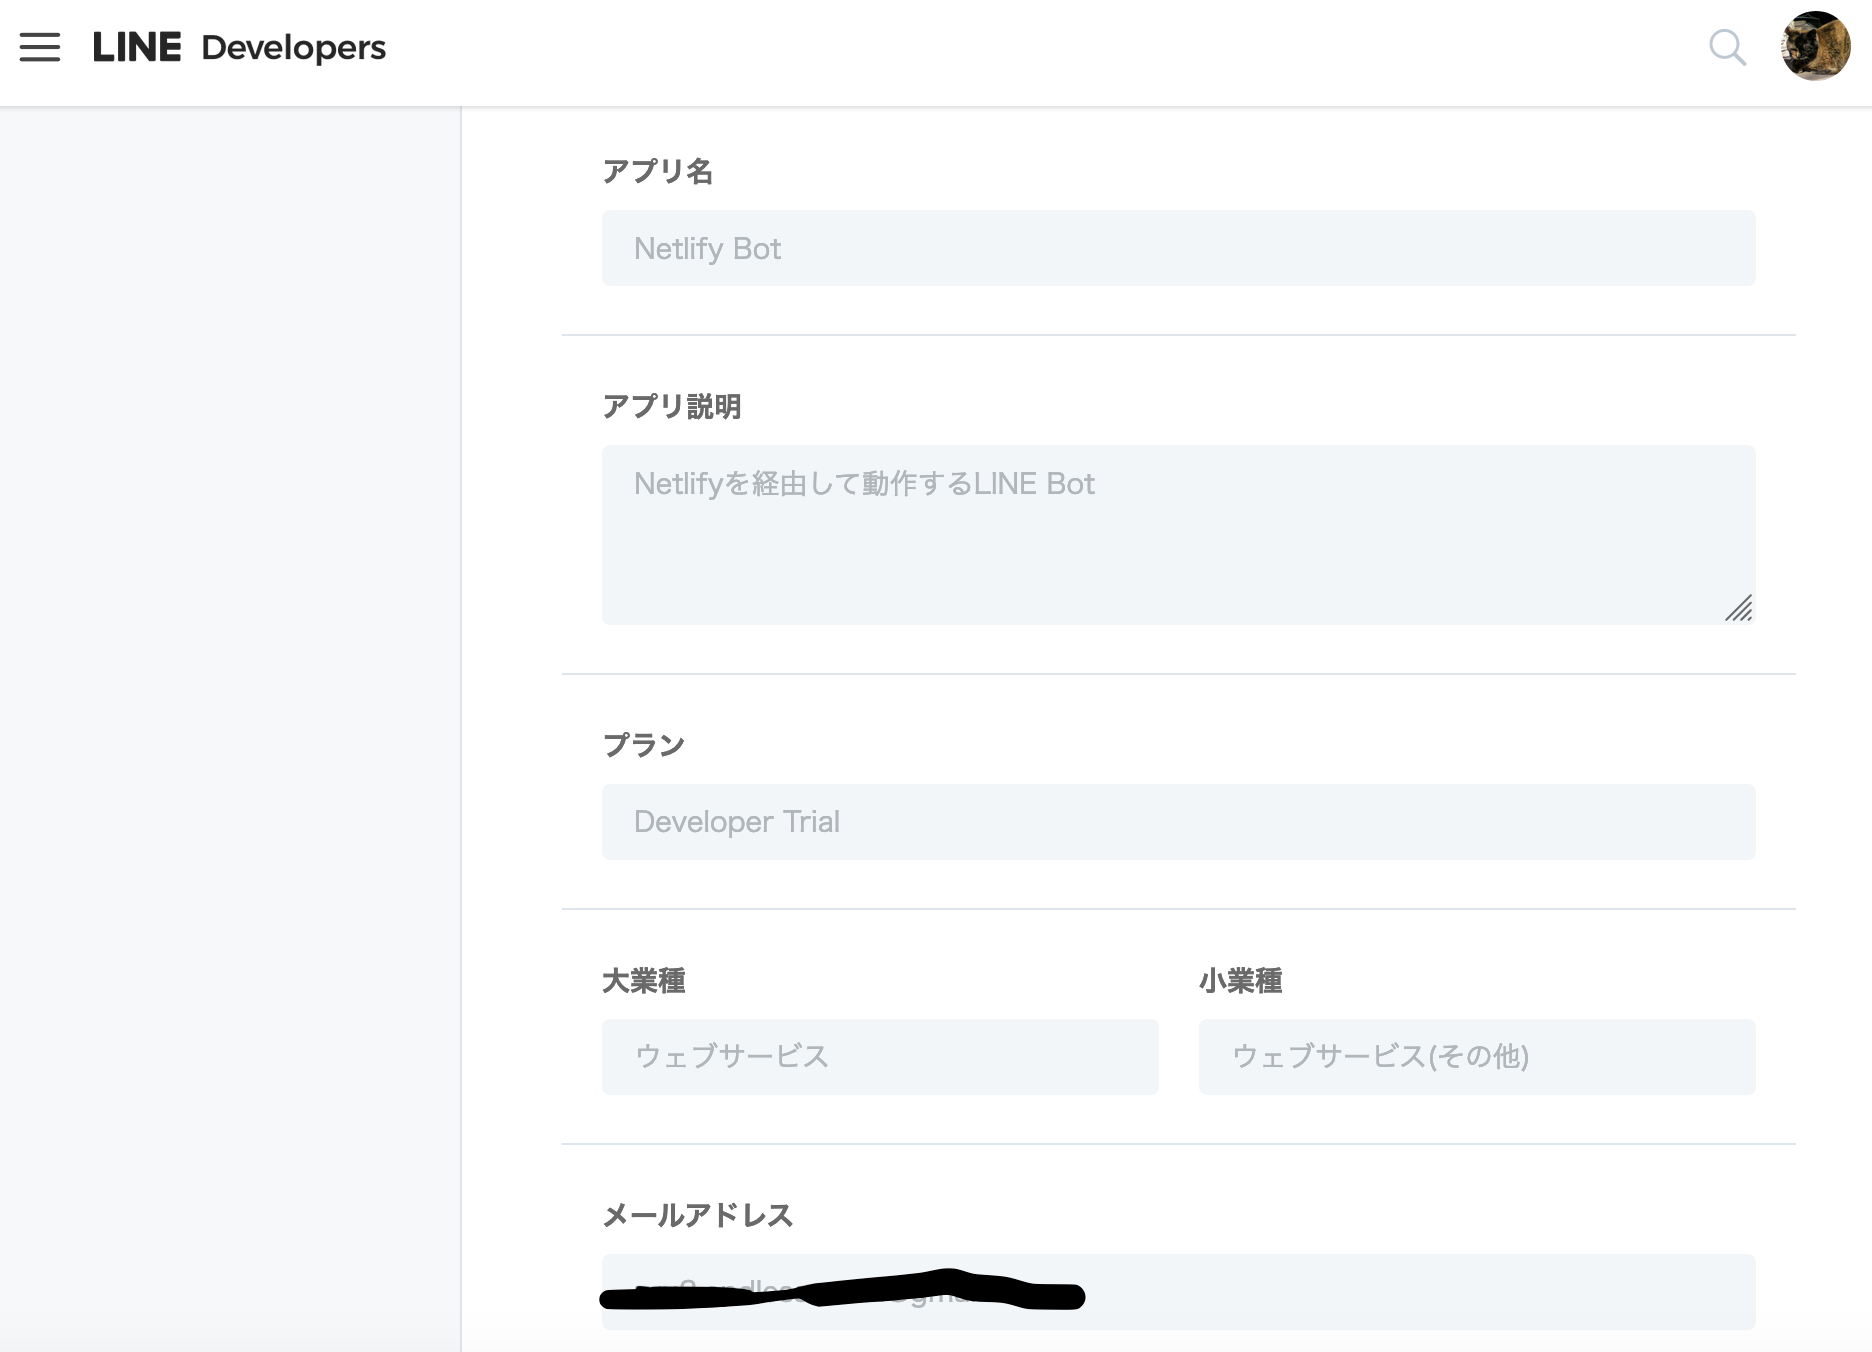 LINE Developers
アプリ名
Netlify Bot
アプリ説明
Netlifyを経由して動作するLINE Bot
プラン
Developer Trial
大業種
小業種
ウェブサービス
ウェブサービス(その他)
メールアドレス